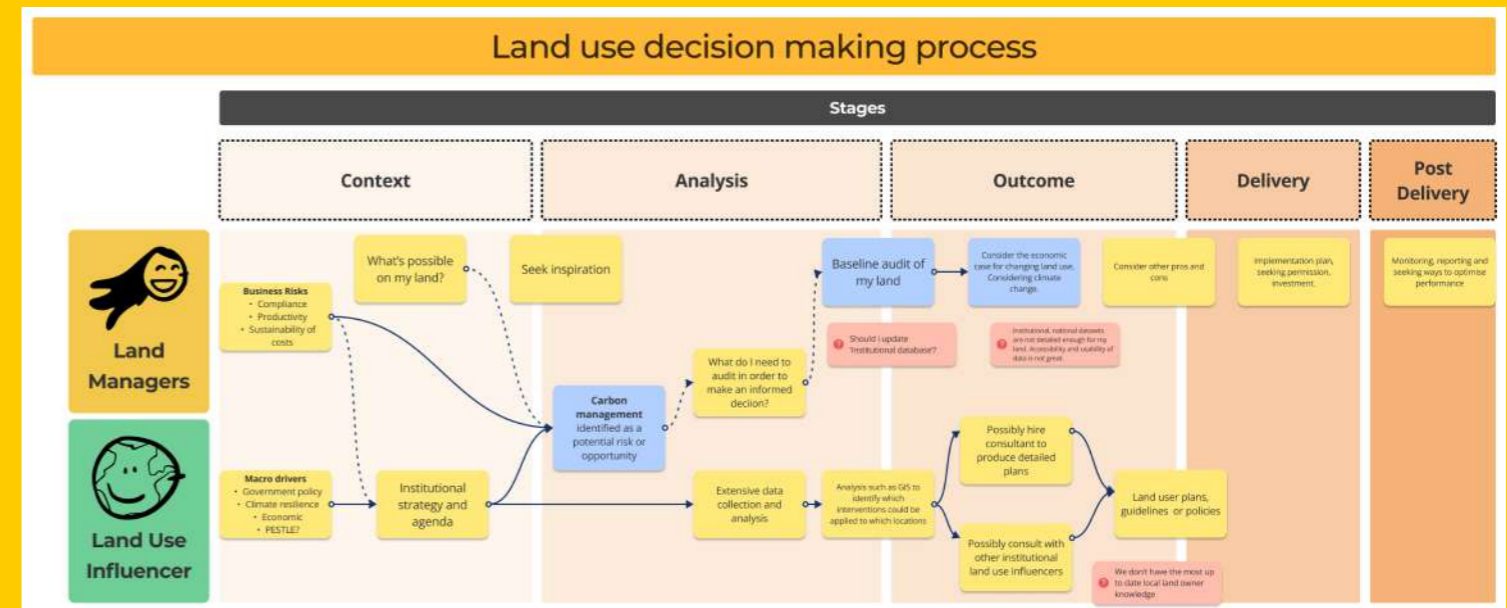 Land use decision making process
Stages
Context
Analysis
Outcome
Delivery
Post
Delivery
Land
Managers
Business Risks
• Compliance
• Productivity
• Sustainability of
costs
What's possible
on my land?
Seek inspiration
Carbon
management
identified as a
potential risk or
opportunity
What do I need to
audit in order to
make an informed
deciion?
Baseline audit of
my land
Consider the economic
case for changing land use.
Considering climate
change.
Consider other pros and
cons
Implementation plan,
seeking permission,
investment.
Monitoring, reporting and
seeking ways to optimise
performance
Should I update
'Institutional database'?
Institutional, national datasets
are not detailed enough for my
land. Accessibility and usability of
data is not great.
Land Use
Influencer
Macro drivers
• Government policy
• Climate resilience
• Economic
• PESTLE?
Institutional
strategy and
agenda
Extensive data
collection and
analysis
Analysis such as GIS to
identify which
interventions could be
applied to which locations
Possibly hire
consultant to
produce detailed
plans
Possibly consult with
other institutional
land use influencers
Land user plans,
guidelines or policies
We don't have the most up
to date local land owner
knowledge